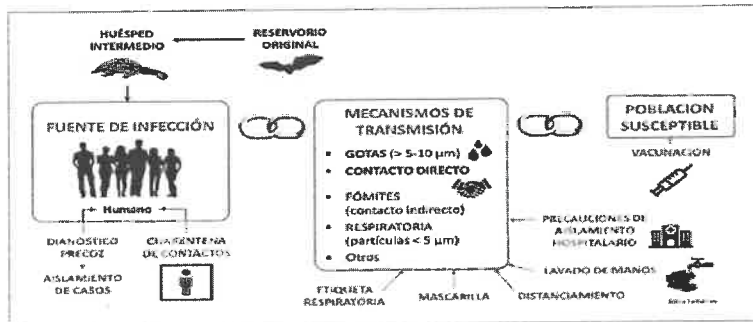 HUÉSPED
INTERMEDIO
RESERVORIO
ORIGINAL
FUENTE DE INFECCIÓN
Humano
DIANÓSTICO
PRECOZ
Y
AISLAMIENTO
DE CASOS
CUARENTENA
DE CONTACTOS
MECANISMOS DE
TRANSMISIÓN
• GOTAS (> 5-10 µm)
• CONTACTO DIRECTO
• FÓMITES
(contacto indirecto)
• RESPIRATORIA
(partículas < 5 µm)
• Otros
ETIQUETA
RESPIRATORIA
MASCARILLA
DISTANCIAMIENTO
POBLACION
SUSCEPTIBLE
VACUNACIÓN
PRECAUCIONES DE
AISLAMIENTO
HOSPITALARIO
LAVADO DE MANOS